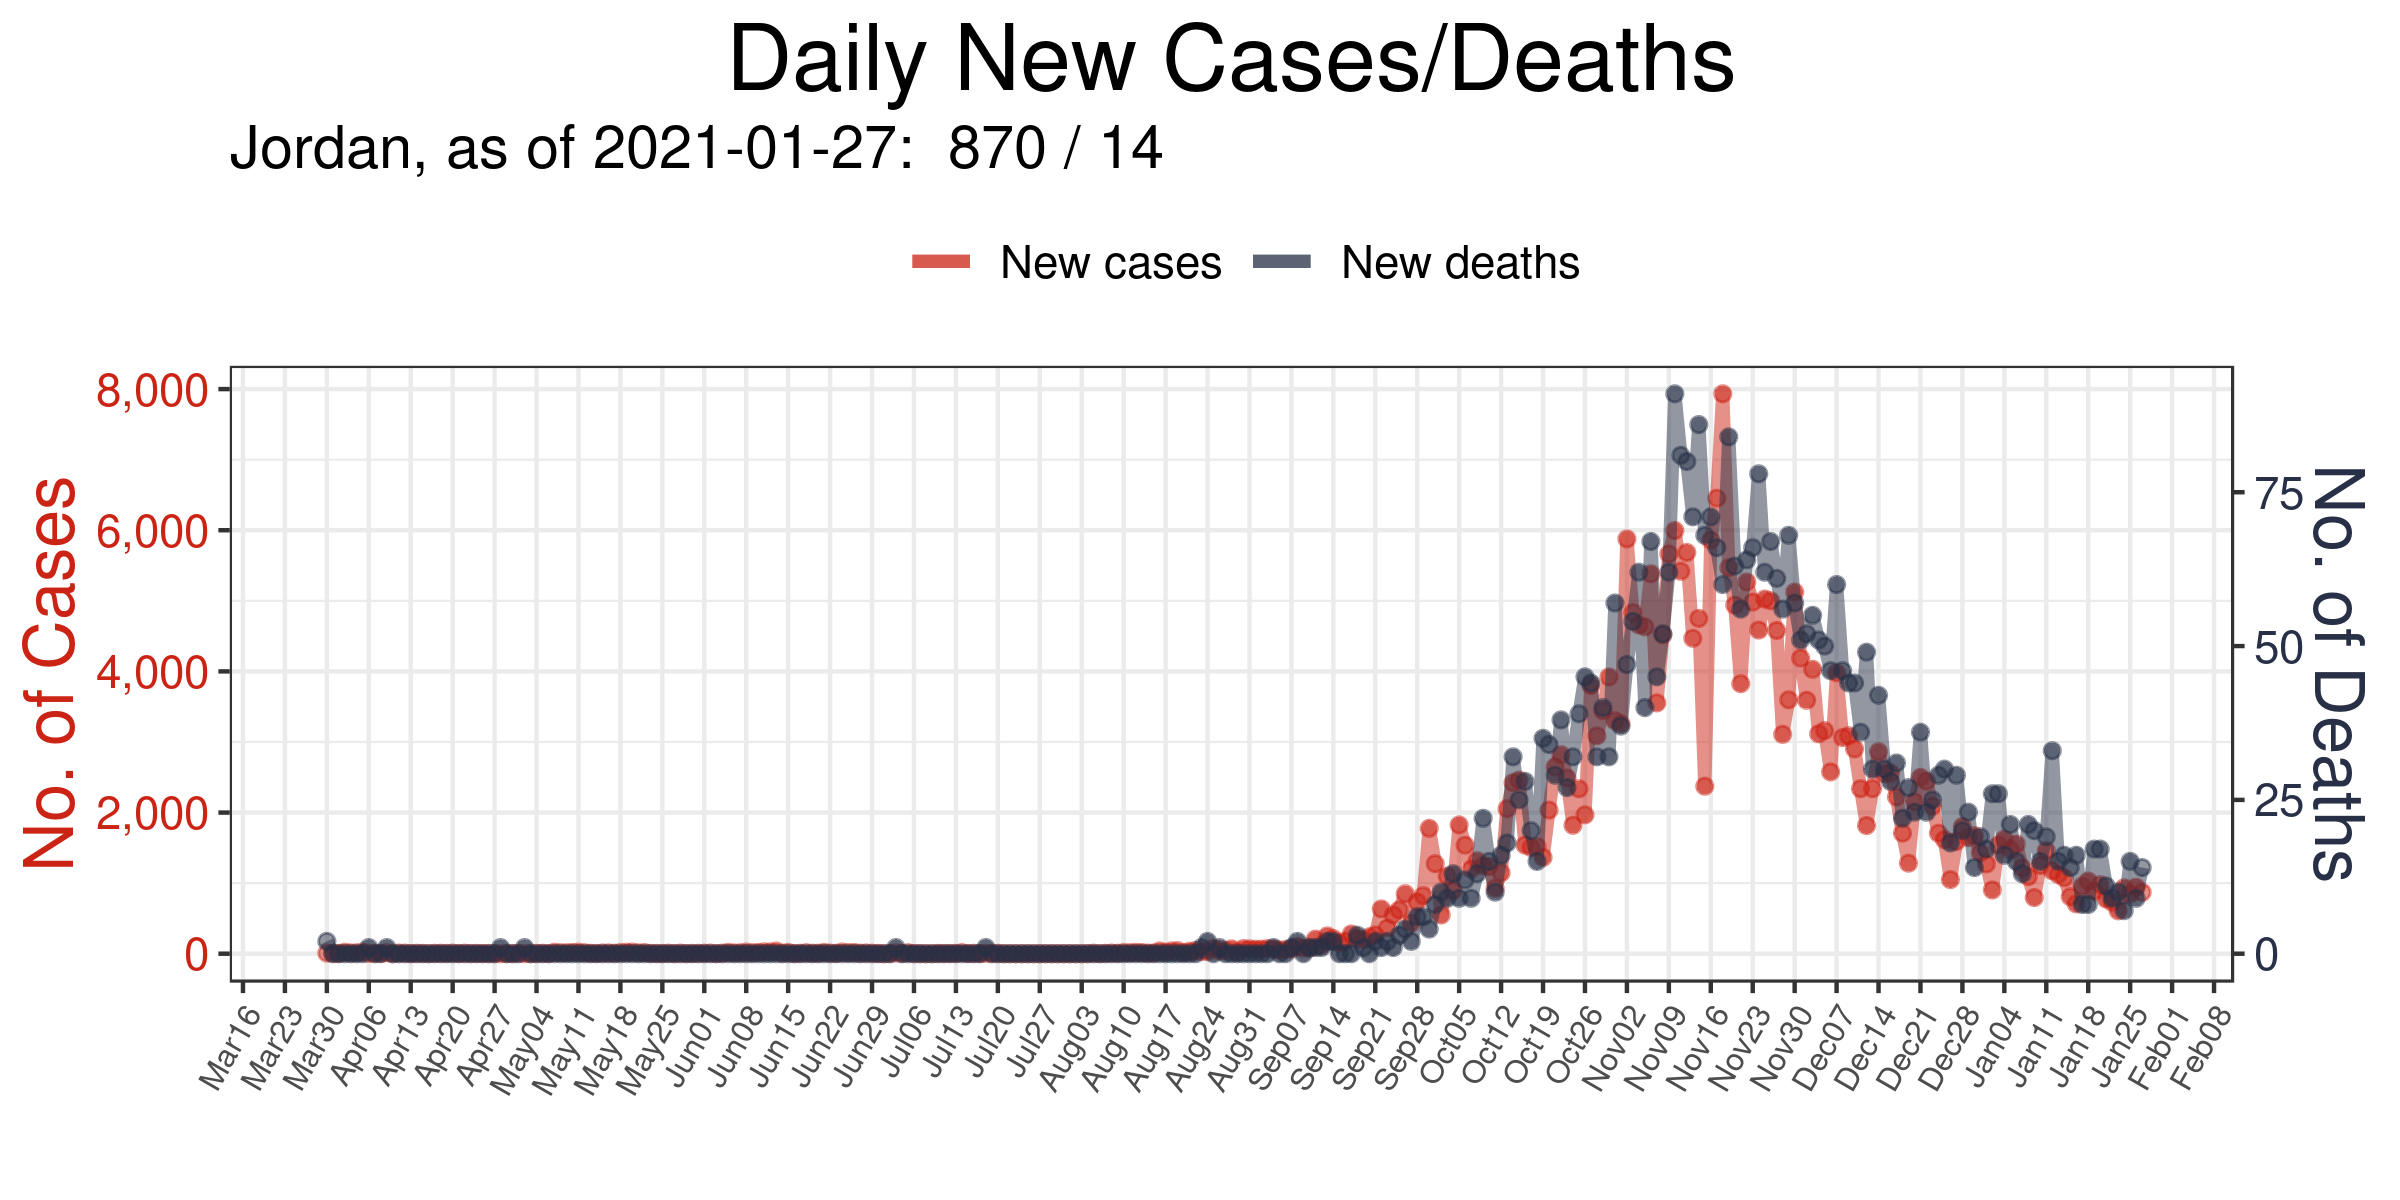 Daily New Cases/Deaths
Jordan, as of 2021-01-27:  870 / 14
New cases
New deaths
No. of Cases
8,000
6,000
4,000
2,000
0
75
50
25
0
No. of Deaths
Mar16
Mar23
Mar30
Apr06
Apr13
Apr20
Apr27
May04
May11
May18
May25
Jun01
Jun08
Jun15
Jun22
Jun29
Jul06
Jul13
Jul20
Jul27
Aug03
Aug10
Aug17
Aug24
Aug31
Sep07
Sep14
Sep21
Sep28
Oct05
Oct12
Oct19
Oct26
Nov02
Nov09
Nov16
Nov23
Nov30
Dec07
Dec14
Dec21
Dec28
Jan04
Jan11
Jan18
Jan25
Feb01
Feb08